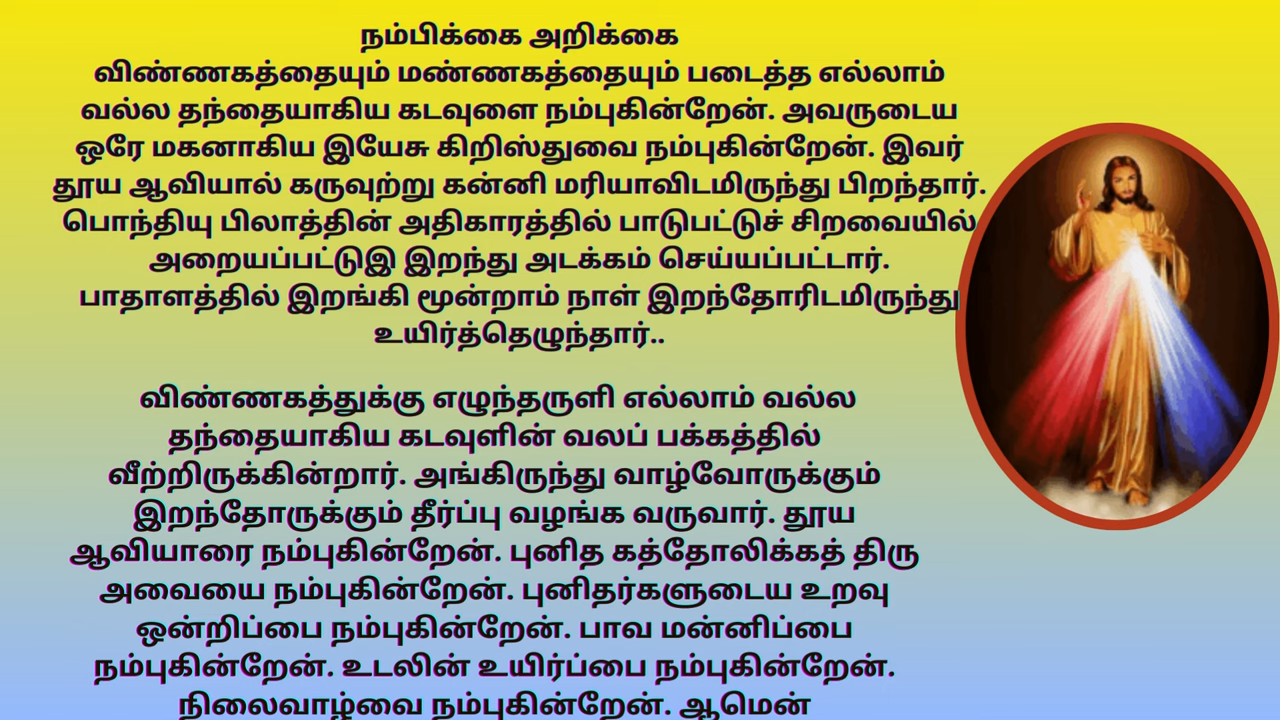 நம்பிக்கை அறிக்கை
விண்ணகத்தையும் மண்ணகத்தையும் படைத்த எல்லாம்
வல்ல தந்தையாகிய கடவுளை நம்புகின்றேன். அவருடைய
ஒரே மகனாகிய இயேசு கிறிஸ்துவை நம்புகின்றேன். இவர்
தூய ஆவியால் கருவுற்று கன்னி மரியாவிடமிருந்து பிறந்தார்.
பொந்தியு பிலாத்தின் அதிகாரத்தில் பாடுபட்டுச் சிறவையில்
அறையப்பட்டுஇ இறந்து அடக்கம் செய்யப்பட்டார்.
பாதாளத்தில் இறங்கி மூன்றாம் நாள் இறந்தோரிடமிருந்து
உயிர்த்தெழுந்தார்..
விண்ணகத்துக்கு எழுந்தருளி எல்லாம் வல்ல
தந்தையாகிய கடவுளின் வலப் பக்கத்தில்
வீற்றிருக்கின்றார். அங்கிருந்து வாழ்வோருக்கும்
இறந்தோருக்கும் தீர்ப்பு வழங்க வருவார். தூய
ஆவியாரை நம்புகின்றேன். புனித கத்தோலிக்கத் திரு
அவையை நம்புகின்றேன். புனிதர்களுடைய உறவு
ஒன்றிப்பை நம்புகின்றேன். பாவ மன்னிப்பை
நம்புகின்றேன். உடலின் உயிர்ப்பை நம்புகின்றேன்.
நிலைவாழ்வை நம்புகின்றேன். ஆமென்